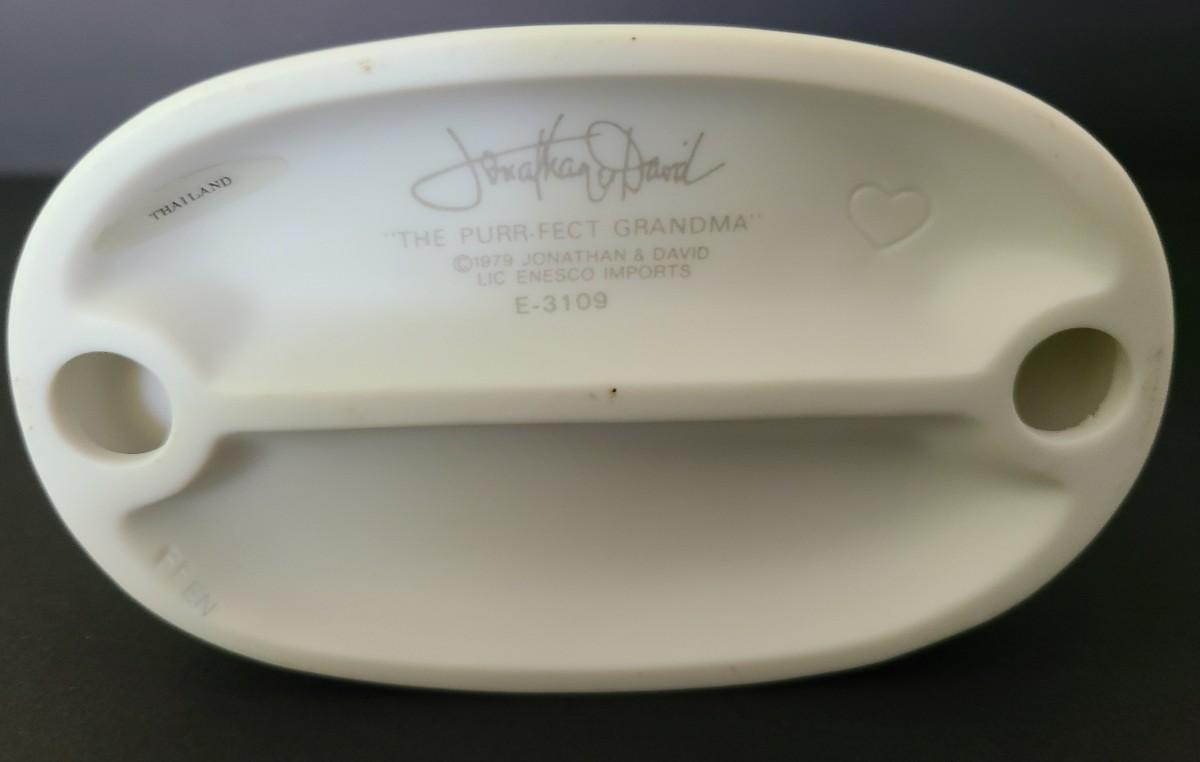 Jonathan & David
THAILAND
"THE PURR-FECT GRANDMA"
©1979 JONATHAN & DAVID
LIC ENESCO IMPORTS
E-3109